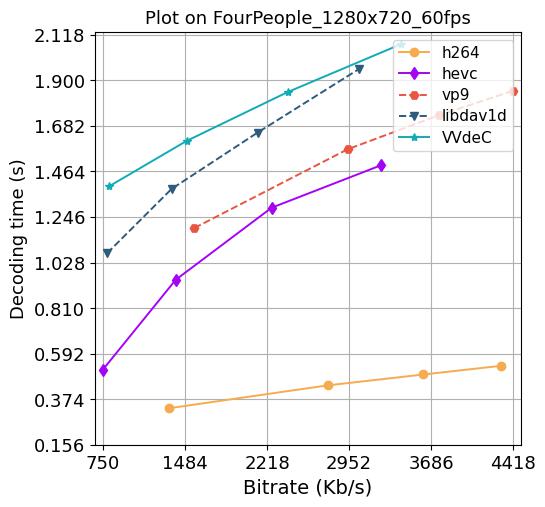 Plot on FourPeople_1280x720_60fps
2.118
1.900
1.682
1.464
1.246
1.028
0.810
0.592
0.374
0.156
Decoding time (s)
h264
hevc
vp9
libdav1d
VVdeC
750 1484 2218 2952 3686 4418
Bitrate (Kb/s)